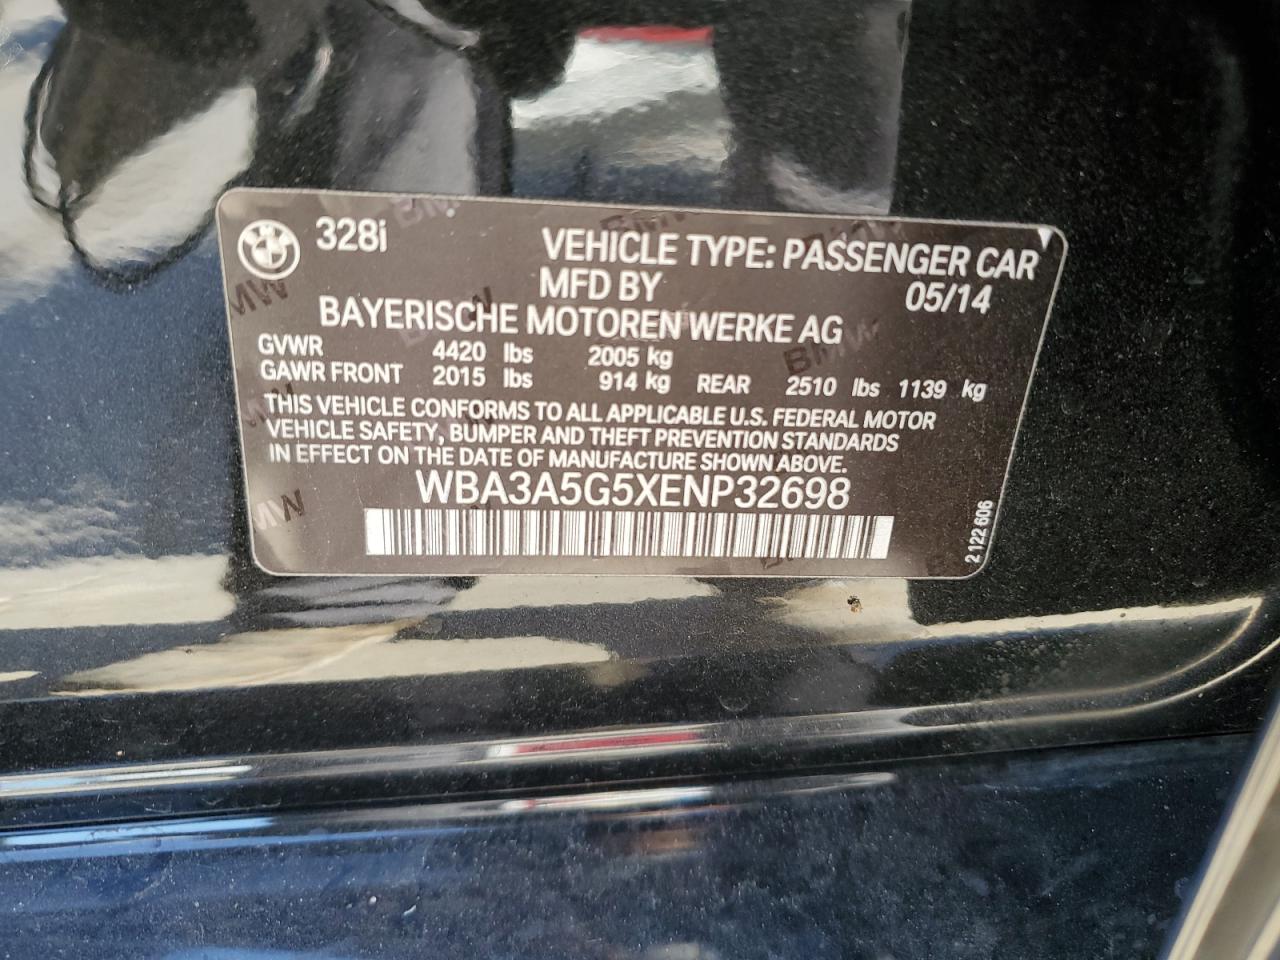 328i
VEHICLE TYPE: PASSENGER CAR
MFD BY 05/14
BAYERISCHE MOTOREN WERKE AG
GVWR 4420 lbs 2005 kg
GAWR FRONT 2015 lbs 914 kg REAR 2510 lbs 1139 kg
THIS VEHICLE CONFORMS TO ALL APPLICABLE U.S. FEDERAL MOTOR
VEHICLE SAFETY, BUMPER AND THEFT PREVENTION STANDARDS
IN EFFECT ON THE DATE OF MANUFACTURE SHOWN ABOVE.
WBA3A5G5XENP32698
2122606